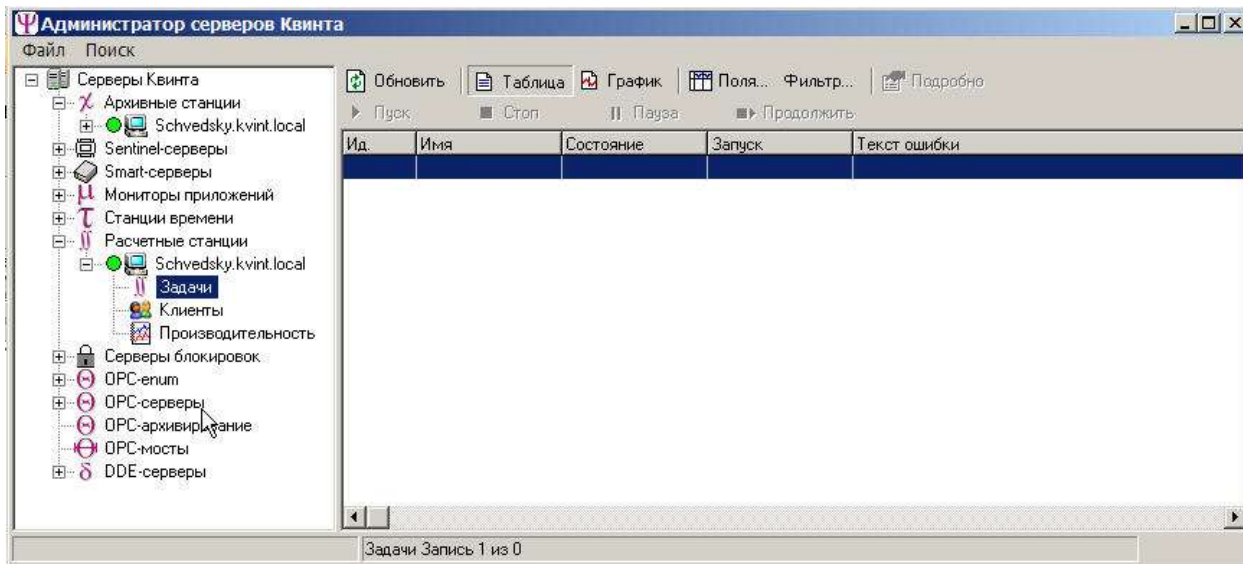 Администратор серверов Квинта
Файл Поиск
Серверы Квинта
Архивные станции
Schvedsky.kvint.local
Sentinel-серверы
Smart-серверы
Мониторы приложений
Станции времени
Расчетные станции
Schvedsky.kvint.local
Задачи
Клиенты
Производительность
Серверы блокировок
OPC-enum
OPC-серверы
OPC-архивирование
OPC-мосты
DDE-серверы
Обновить Таблица График Поля... Фильтр... Подробно
Пуск Стоп Пауза Продолжить
Ид. Имя Состояние Запуск Текст ошибки
Задачи Запись 1 из 0